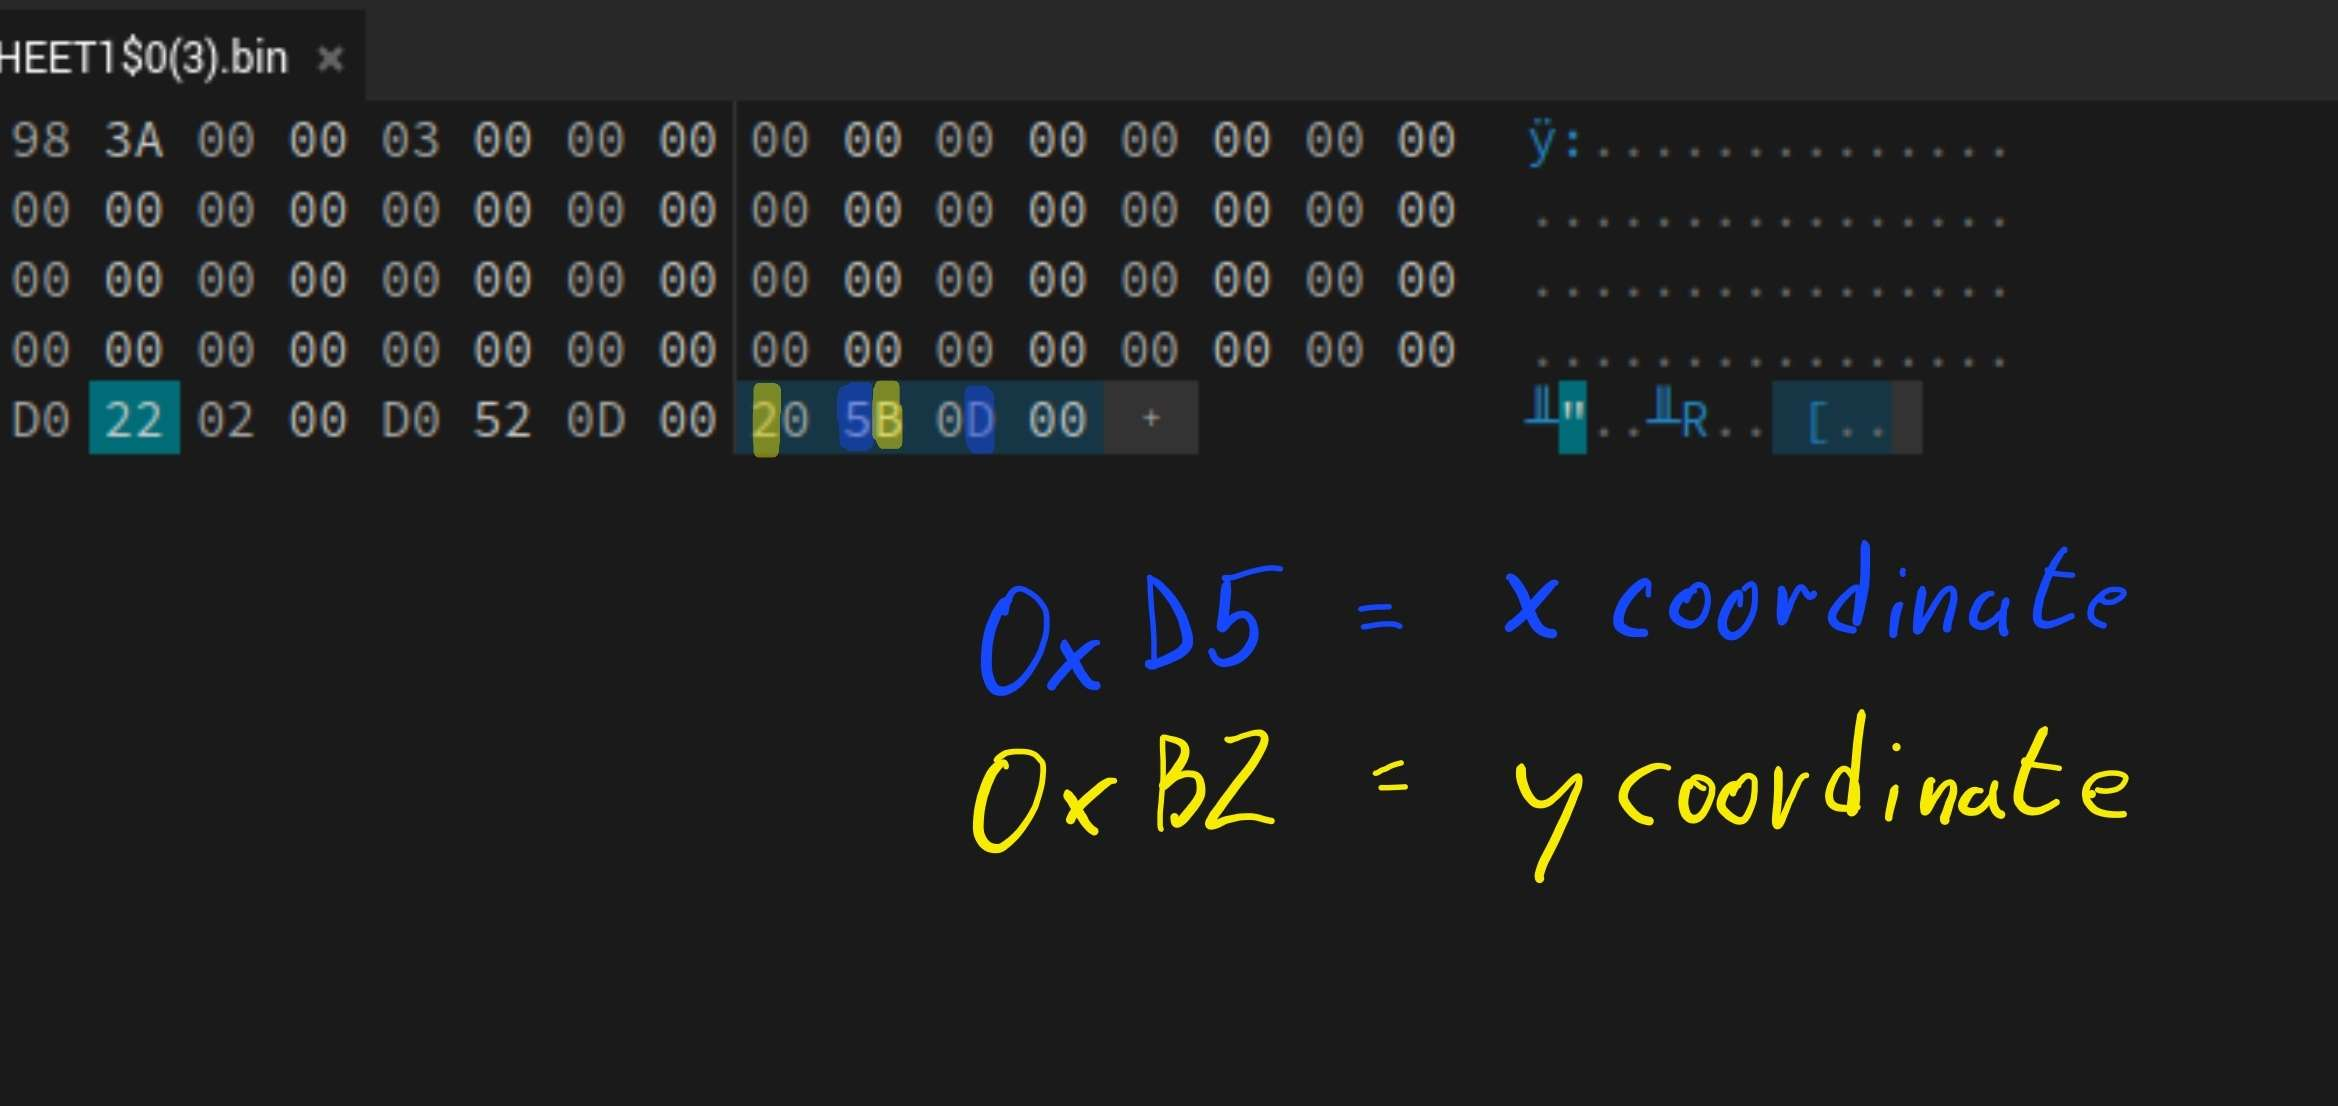 HEET1$0(3).bin ×
98 3A 00 00 03 00 00 00 00 00 00 00 00 00 00 00 ÿ:..............
00 00 00 00 00 00 00 00 00 00 00 00 00 00 00 00 ................
00 00 00 00 00 00 00 00 00 00 00 00 00 00 00 00 ................
00 00 00 00 00 00 00 00 00 00 00 00 00 00 00 00 ................
D0 22 02 00 D0 52 0D 00 20 5B 0D 00 + ╨"..╨R.. [..
0x D5 = x coordinate
0x B2 = y coordinate